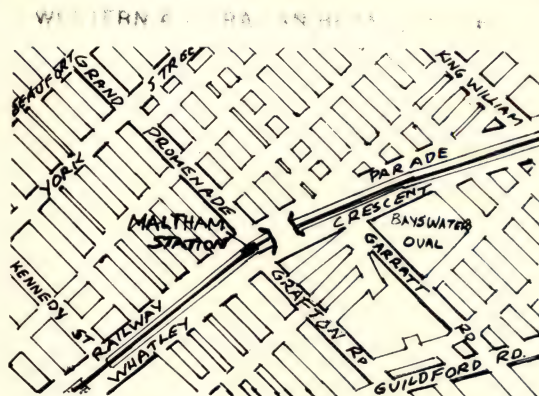 BEAUFORT
STREE
GRAND
PROMENADE
YORK
KING WILLIAM
PARADE
CRESCENT
BAYSWATER
OVAL
MALTHAM
STATION
GARRATT
RD
KENNEDY ST
RAILWAY
WHATLEY
GRAFTON RD
GUILDFORD RD.